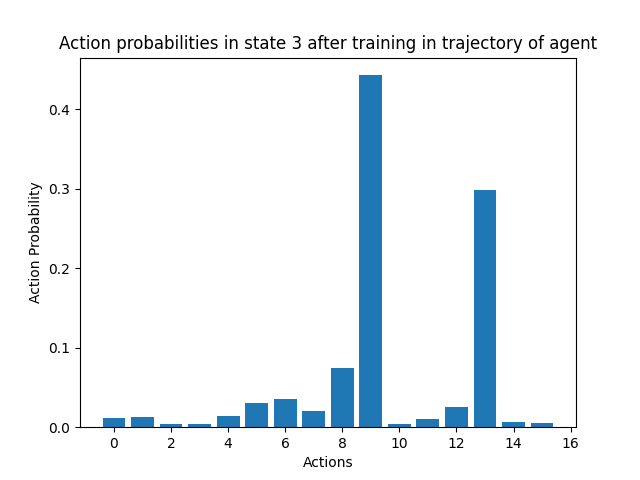 Action probabilities in state 3 after training in trajectory of agent
Action Probability
0.4
0.3
0.2
0.1
0.0
0 2 4 6 8 10 12 14 16
Actions